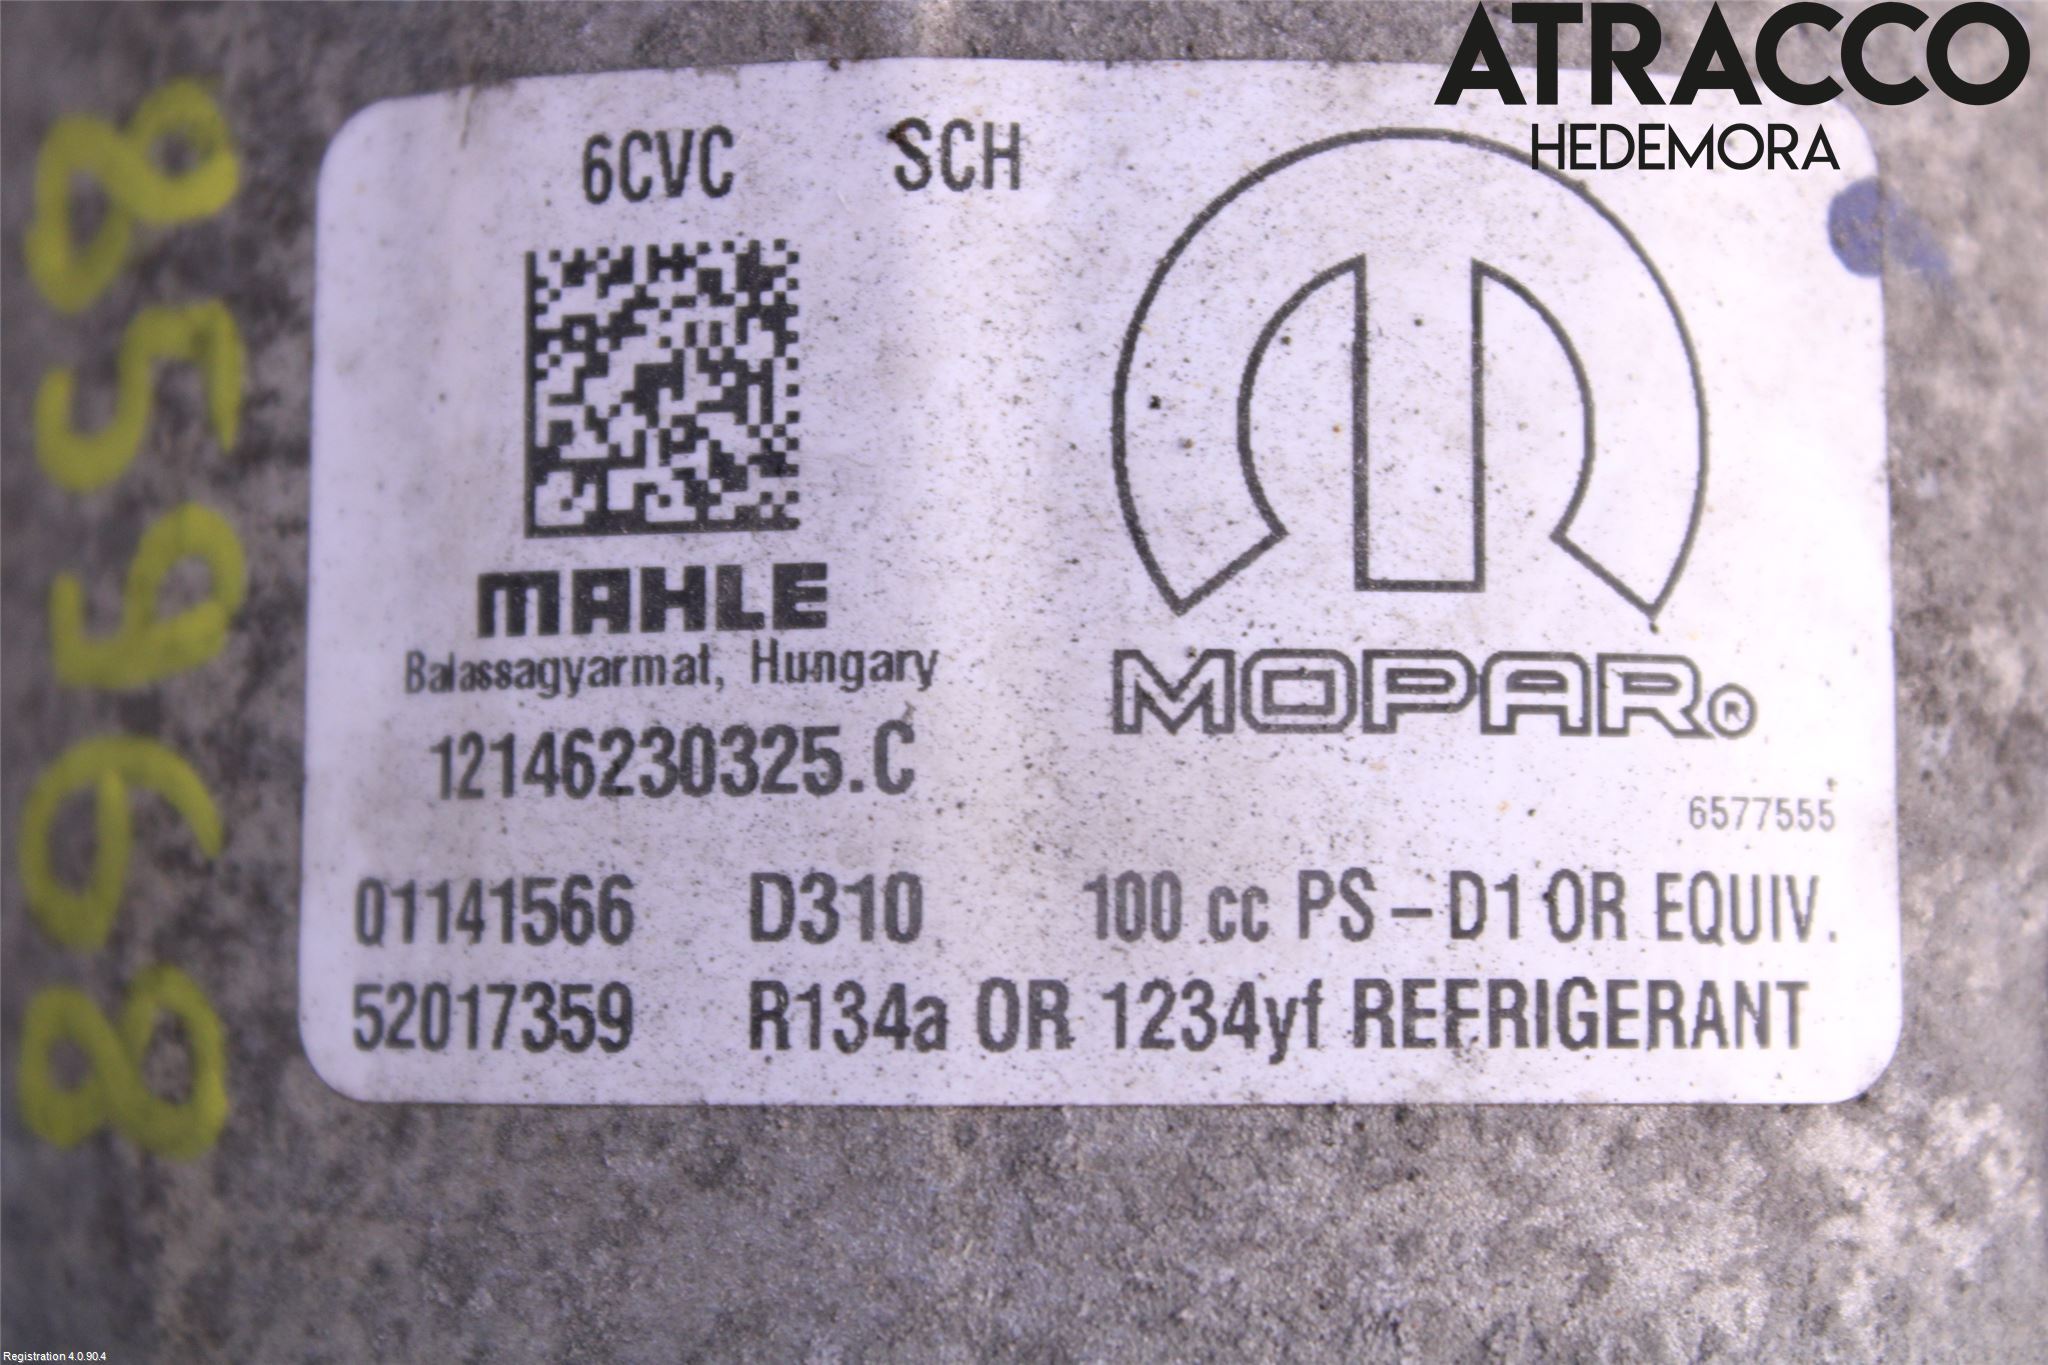 ATRACCO
HEDEMORA
6CVC SCH
MAHLE
Balassagyarmat, Hungary
12146230325.C
MOPAR®
6577555
01141566 D310 100 cc PS-D1 OR EQUIV.
52017359 R134a OR 1234yf REFRIGERANT
Registration 4.0.90.4